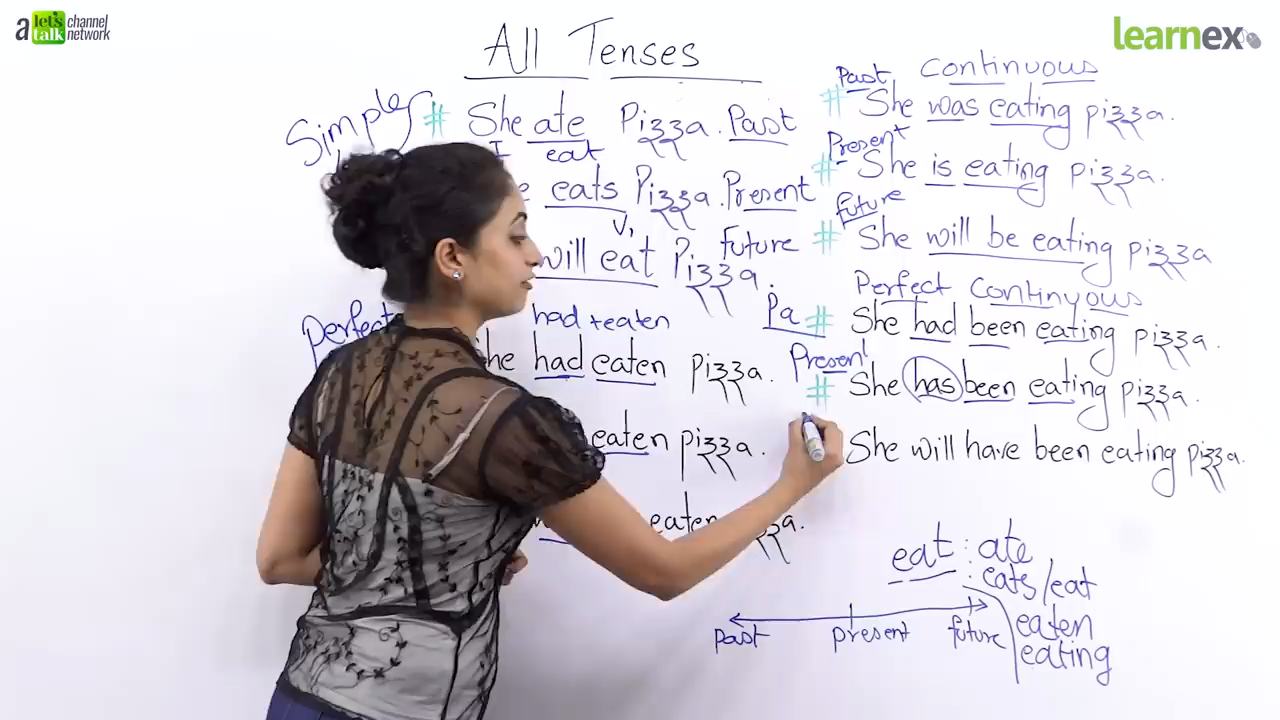 a let's talk channel network
learnex
All Tenses
Simple
# She ate Pizza. Past
I eat
eats Pizza. Present
V1
will eat Pizza. future
perfect
had + eaten
she had eaten pizza.
eaten pizza.
eaten pizza.
Continuous
Past
# She was eating pizza.
Present
# She is eating pizza.
future
# She will be eating pizza
Perfect Continuous
Pa # She had been eating pizza.
Present
# She has been eating pizza.
She will have been eating pizza.
eat : ate
: eats/eat
eaten
eating
past present future